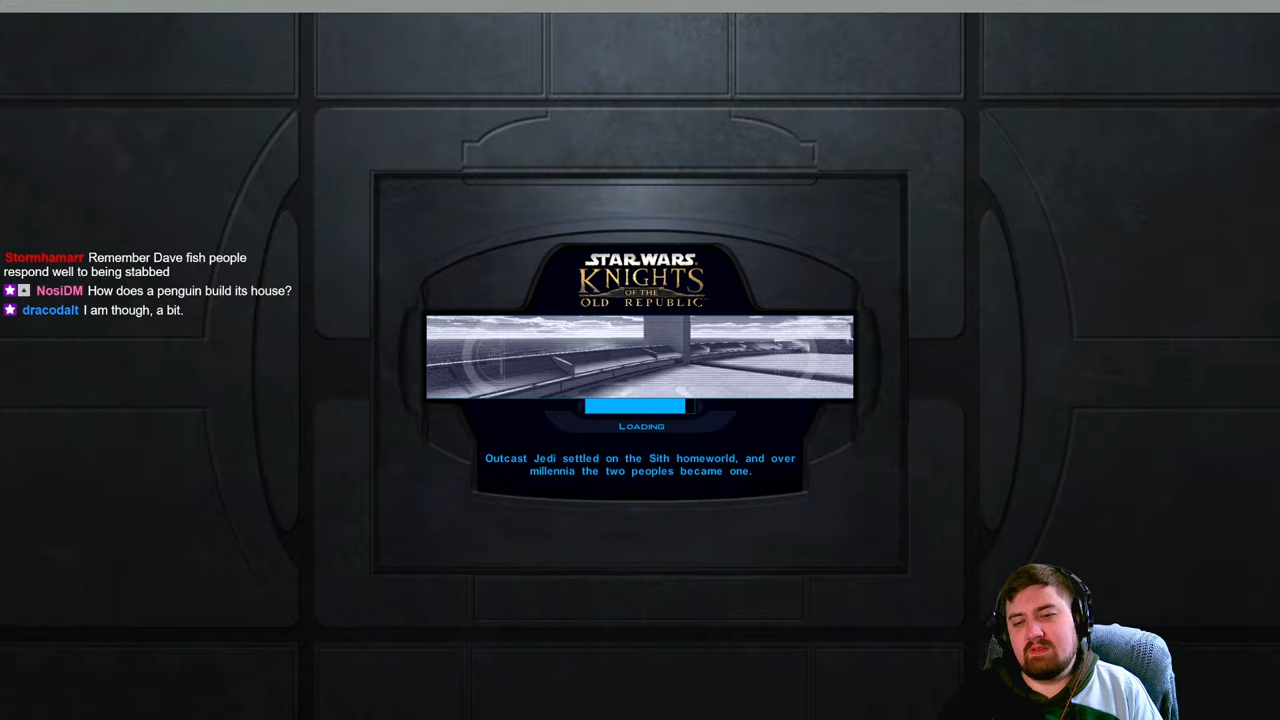 Stormhamarr Remember Dave fish people
respond well to being stabbed
NosiDM How does a penguin build its house?
dracodalt I am though, a bit.
STAR WARS
KNIGHTS
OF THE
OLD REPUBLIC
LOADING
Outcast Jedi settled on the Sith homeworld, and over
millennia the two peoples became one.